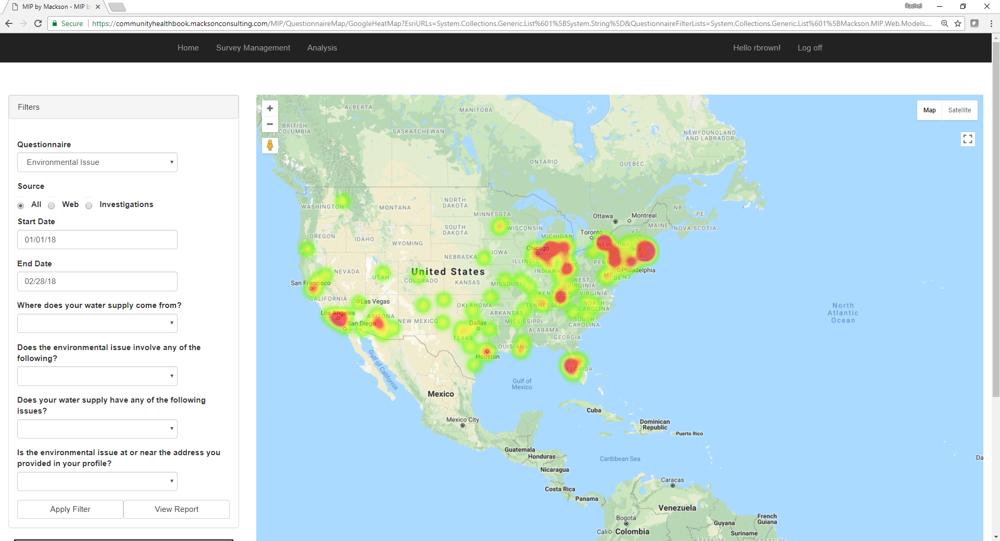 MIP by Mackson - MIP b
Rachel
Secure
https://communityhealthbook.macksonconsulting.com/MIP/QuestionnaireMap/GoogleHeatMap?EsriURLs=System.Collections.Generic.List%601%5BSystem.String%5D&QuestionnaireFilterLists=System.Collections.Generic.List%601%5BMackson.MIP.Web.Models....
Home Survey Management Analysis Hello rbrown! Log off
Filters
Questionnaire
Environmental Issue
Source
All Web Investigations
Start Date
01/01/18
End Date
02/28/18
Where does your water supply come from?
Does the environmental issue involve any of the
following?
Does your water supply have any of the following
issues?
Is the environmental issue at or near the address you
provided in your profile?
Apply Filter View Report
Map Satellite
ALBERTA
MANITOBA
BRITISH
COLUMBIA
SASKATCHEWAN
NEWFOUNDLAND
AND LABRADOR
ONTARIO
QUEBEC
WASHINGTON
MONTANA
NORTH
DAKOTA
MINNESOTA
Ottawa
Montreal
NB
PE
MAINE
NOVA SCOTIA
SOUTH
DAKOTA
WISCONSIN
Toronto
VT
OREGON
IDAHO
WYOMING
MICHIGAN
NH
NEW YORK
Chicago
MA
CT RI
NEBRASKA
IOWA
ILLINOIS
INDIANA
OHIO
PENN
Philadelphia
NEVADA
United States
UTAH
COLORADO
KANSAS
MISSOURI
WEST
VIRGINIA
MD
DE NJ
San Francisco
KENTUCKY
VIRGINIA
CALIFORNIA
Las Vegas
OKLAHOMA
TENNESSEE
NORTH
CAROLINA
Los Angeles
ARIZONA
NEW MEXICO
ARKANSAS
MISSISSIPPI
SOUTH
CAROLINA
San Diego
Dallas
ALABAMA
TEXAS
GEORGIA
LOUISIANA
Houston
FLORIDA
Gulf of California
Gulf of
Mexico
North
Atlantic
Ocean
Mexico
Mexico City
Cuba
Dominican
Republic
Puerto Rico
Guatemala
Honduras
Caribbean Sea
Nicaragua
Da
Costa Rica
Caracas
Panama
Venezuela
Bogotá
Guyana
French
Guiana
Cali
Colombia
Suriname
STATE OF
STATE OF